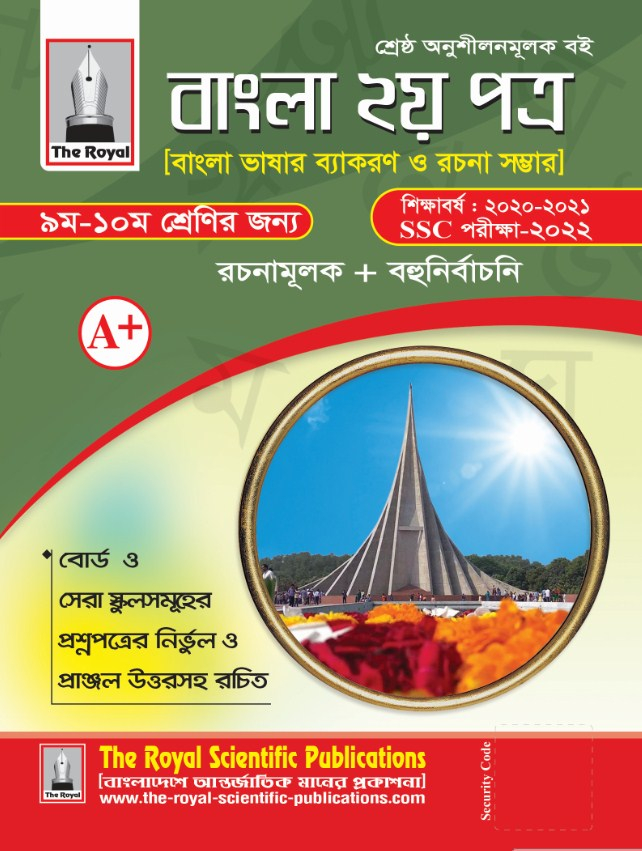 The Royal
শ্রেষ্ঠ অনুশীলনমূলক বই
বাংলা ২য় পত্র
[বাংলা ভাষার ব্যাকরণ ও রচনা সম্ভার]
৯ম-১০ম শ্রেণির জন্য
শিক্ষাবর্ষ : ২০২০-২০২১
SSC পরীক্ষা-২০২২
রচনামূলক + বহুনির্বাচনি
A+
বোর্ড ও
সেরা স্কুলসমূহের
প্রশ্নপত্রের নির্ভুল ও
প্রাঞ্জল উত্তরসহ রচিত
The Royal
The Royal Scientific Publications
[বাংলাদেশে আন্তর্জাতিক মানের প্রকাশনা]
www.the-royal-scientific-publications.com
Security Code